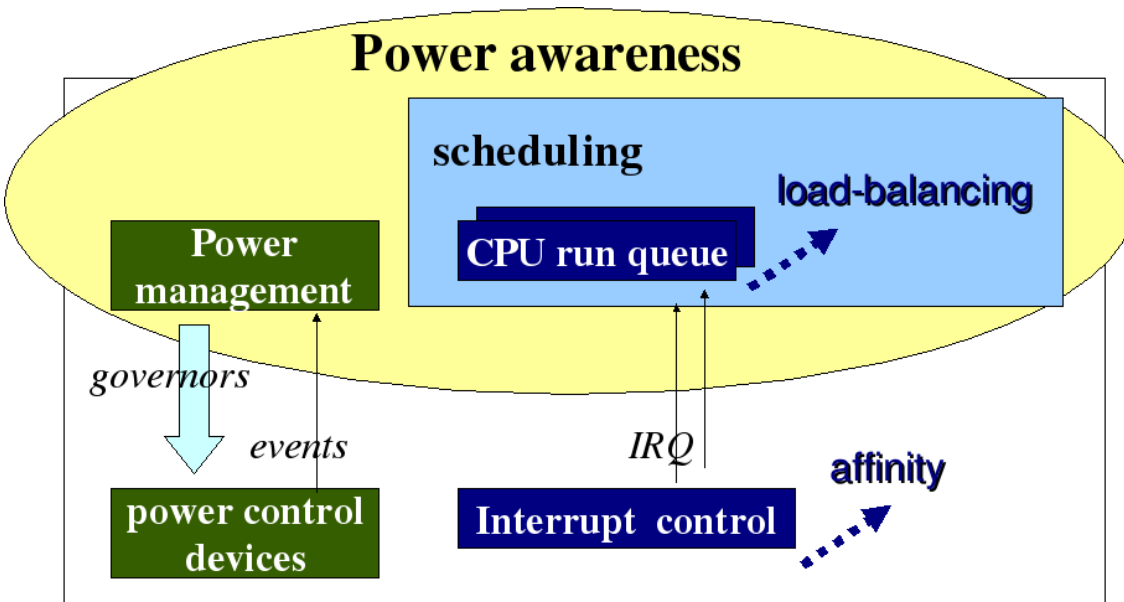 Power awareness
scheduling
load-balancing
Power
management
CPU run queue
governors
events
IRQ
affinity
power control
devices
Interrupt control